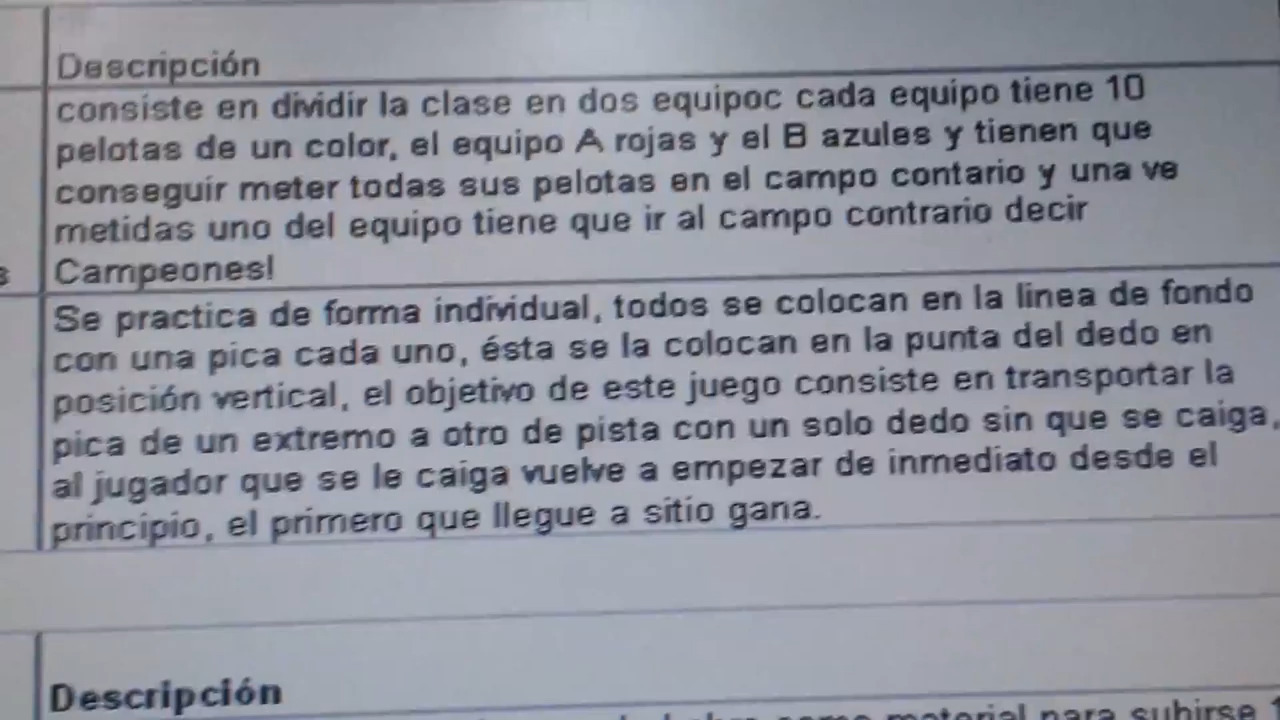 Descripción
consiste en dividir la clase en dos equipoc cada equipo tiene 10
pelotas de un color, el equipo A rojas y el B azules y tienen que
conseguir meter todas sus pelotas en el campo contario y una ve
metidas uno del equipo tiene que ir al campo contrario decir
s Campeones!
Se practica de forma individual, todos se colocan en la linea de fondo
con una pica cada uno, ésta se la colocan en la punta del dedo en
posición vertical, el objetivo de este juego consiste en transportar la
pica de un extremo a otro de pista con un solo dedo sin que se caiga,
al jugador que se le caiga vuelve a empezar de inmediato desde el
principio, el primero que llegue a sitio gana.
Descripción
como material para subirse